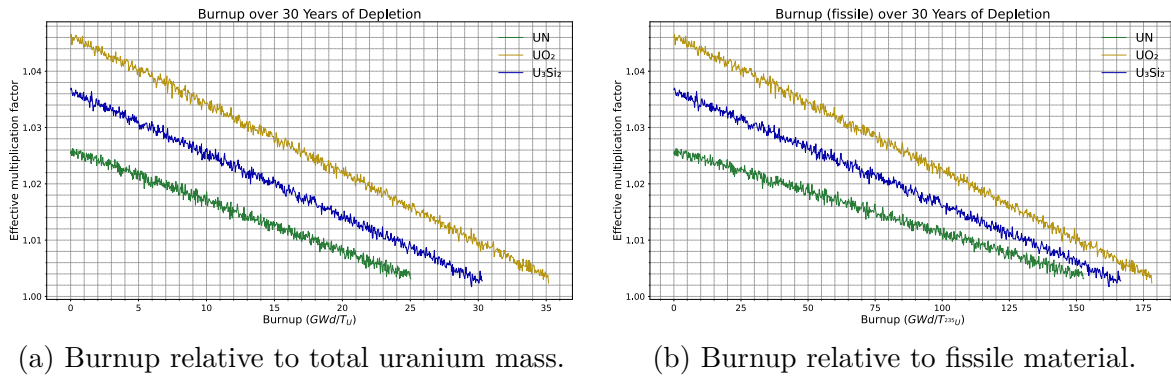 Burnup over 30 Years of Depletion
Effective multiplication factor
1.04
1.03
1.02
1.01
1.00
UN
UO₂
U₃Si₂
0 5 10 15 20 25 30 35
Burnup (GWd/T_U)
(a) Burnup relative to total uranium mass.
Burnup (fissile) over 30 Years of Depletion
Effective multiplication factor
1.04
1.03
1.02
1.01
1.00
UN
UO₂
U₃Si₂
0 25 50 75 100 125 150 175
Burnup (GWd/T_²³⁵U)
(b) Burnup relative to fissile material.